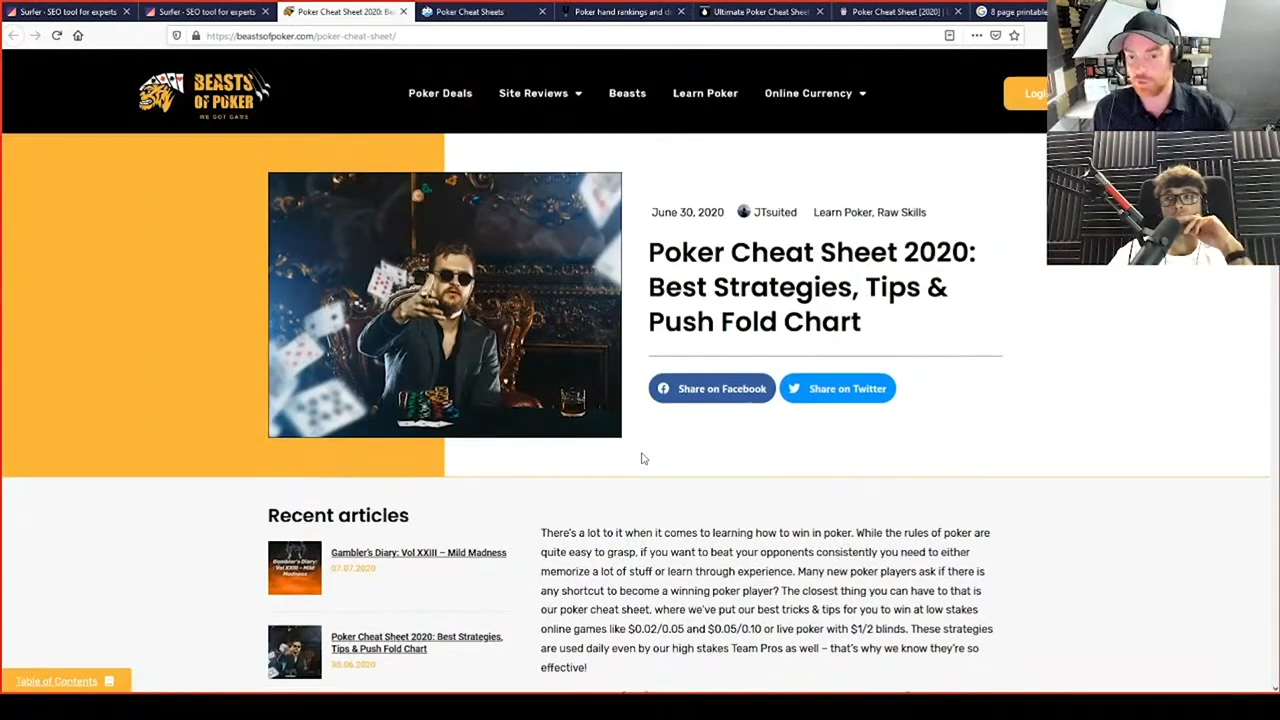 Surfer - SEO tool for experts
Surfer - SEO tool for experts
Poker Cheat Sheet 2020: Be
Poker Cheat Sheets
Poker hand rankings and d
Ultimate Poker Cheat Sheet
Poker Cheat Sheet [2020] |
8 page printable
https://beastsofpoker.com/poker-cheat-sheet/
BEASTS
OF POKER
WE GOT GAME
Poker Deals
Site Reviews
Beasts
Learn Poker
Online Currency
June 30, 2020
JTsuited
Learn Poker, Raw Skills
Poker Cheat Sheet 2020:
Best Strategies, Tips &
Push Fold Chart
Share on Facebook
Share on Twitter
Recent articles
Gambler's Diary: Vol XXIII – Mild Madness
07.07.2020
Gambler's
Diary: Vol XXIII –
Mild Madness
Poker Cheat Sheet 2020: Best Strategies,
Tips & Push Fold Chart
30.06.2020
There's a lot to it when it comes to learning how to win in poker. While the rules of poker are
quite easy to grasp, if you want to beat your opponents consistently you need to either
memorize a lot of stuff or learn through experience. Many new poker players ask if there is
any shortcut to become a winning poker player? The closest thing you can have to that is
our poker cheat sheet, where we've put our best tricks & tips for you to win at low stakes
online games like $0.02/0.05 and $0.05/0.10 or live poker with $1/2 blinds. These strategies
are used daily even by our high stakes Team Pros as well – that's why we know they're so
effective!
Table of Contents